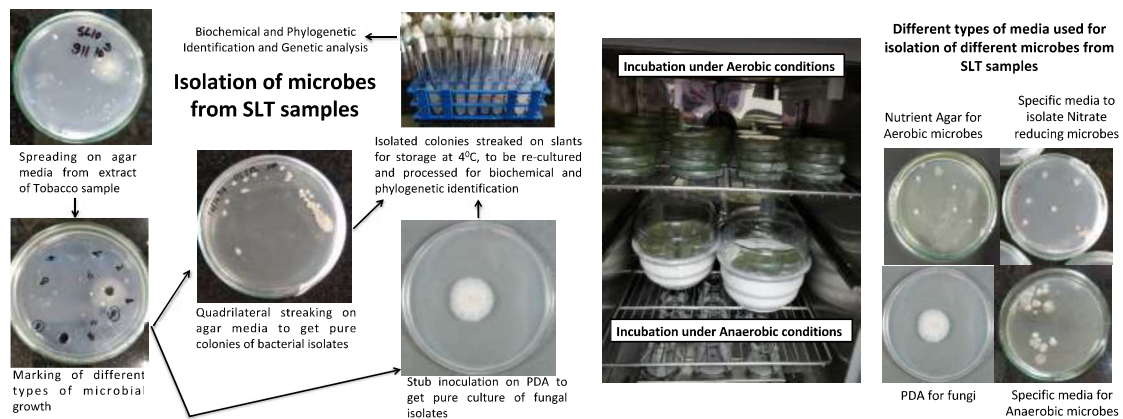 Biochemical and Phylogenetic
Identification and Genetic analysis
Isolation of microbes
from SLT samples
Spreading on agar
media from extract
of Tobacco sample
Marking of different
types of microbial
growth
Quadrilateral streaking on
agar media to get pure
colonies of bacterial isolates
Isolated colonies streaked on slants
for storage at 4⁰C, to be re-cultured
and processed for biochemical and
phylogenetic identification
Stub inoculation on PDA to
get pure culture of fungal
isolates
Incubation under Aerobic conditions
Incubation under Anaerobic conditions
Different types of media used for
isolation of different microbes from
SLT samples
Nutrient Agar for
Aerobic microbes
Specific media to
isolate Nitrate
reducing microbes
PDA for fungi
Specific media for
Anaerobic microbes